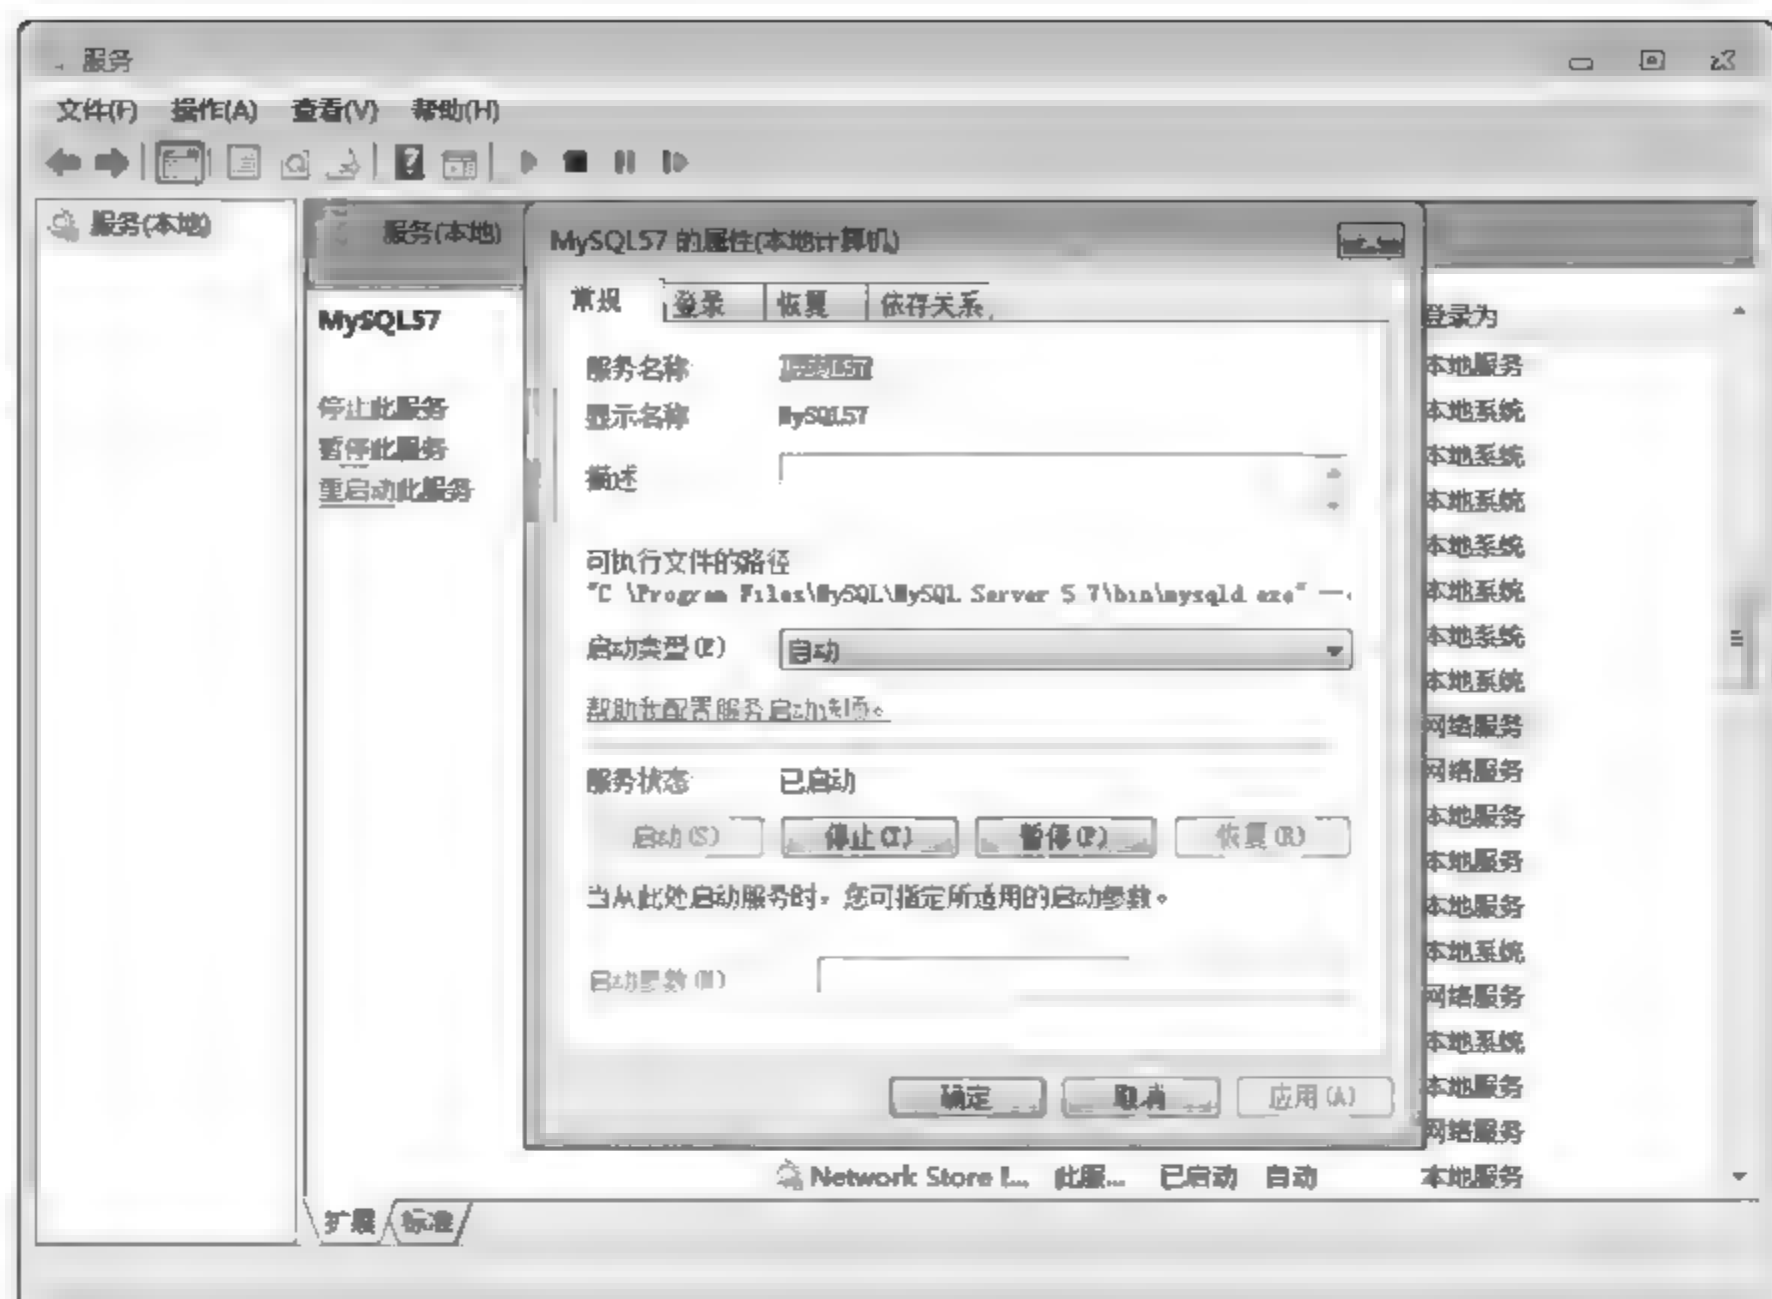 服务
文件(F) 操作(A) 查看(V) 帮助(H)
服务(本地)
服务(本地)
MySQL57
停止此服务
暂停此服务
重启动此服务
MySQL57 的属性(本地计算机)
常规 登录 恢复 依存关系
服务名称 MySQL57
显示名称 MySQL57
描述
可执行文件的路径
"C \Program Files\MySQL\MySQL Server 5 7\bin\mysqld exe" —
启动类型(E) 自动
帮助我配置服务启动选项。
服务状态 已启动
启动(S) 停止(T) 暂停(P) 恢复(R)
当从此处启动服务时,您可指定所适用的启动参数。
启动参数(M)
确定 取消 应用(A)
登录为
本地服务
本地系统
本地系统
本地系统
本地系统
本地系统
本地系统
本地系统
网络服务
网络服务
本地服务
本地服务
本地服务
本地系统
网络服务
本地系统
本地服务
网络服务
Network Store I... 此服... 已启动 自动 本地服务
扩展 标准